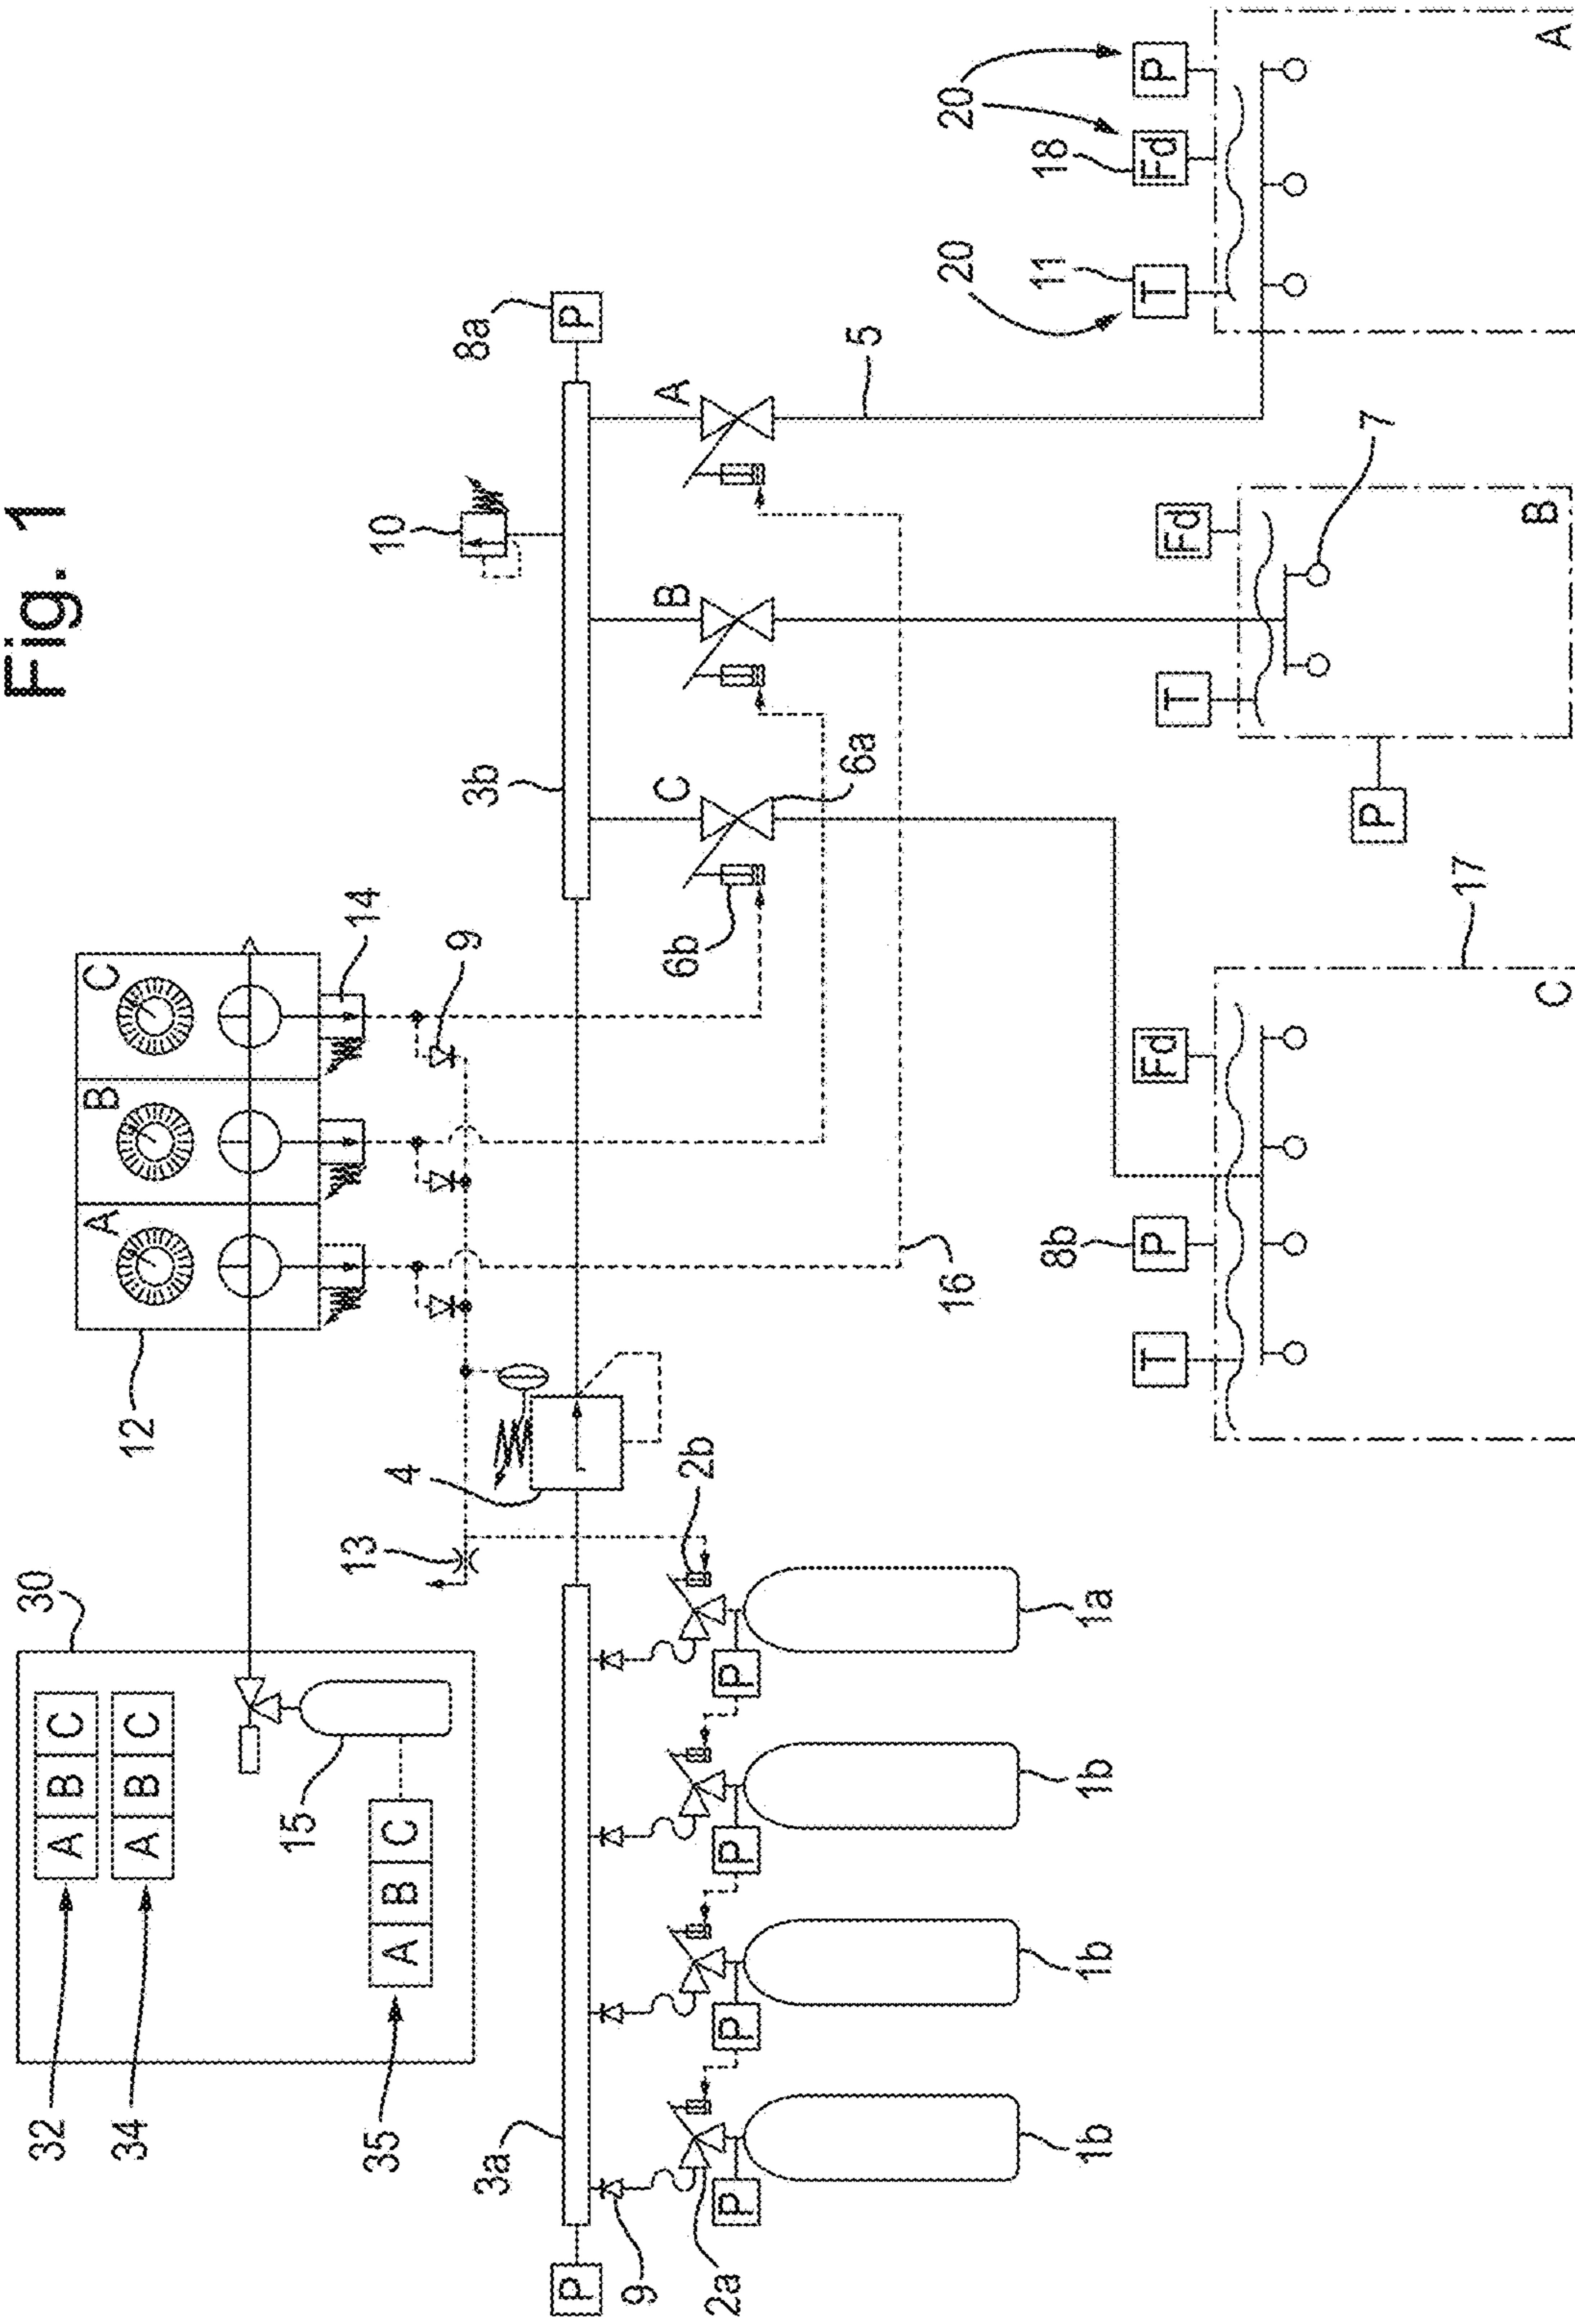 Fig. 1
30
32
A B C
A B C
34
A B C
12
15
14
13
35
A B C
10
4
9
8a
3b
3a
P
P
9
C B A
6b
2b
2a
P P P P
6a
5
16
20 20
11 18
8b
1b 1b 1b 1a
T P Fd
T Fd P
T Fd
P
7
17
C
B
A